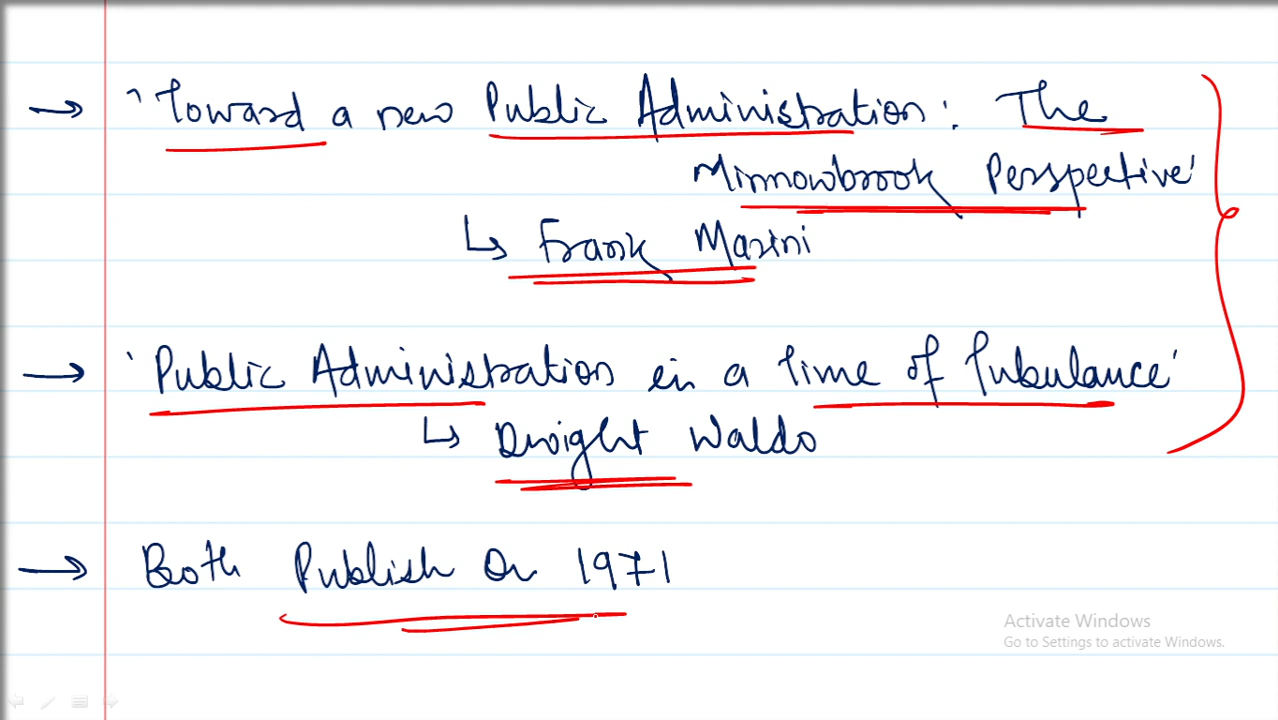 → 'Toward a new Public Administration: The
Minnowbrook Perspective'
↳ Frank Marini
→ 'Public Administration in a time of Tubulance'
↳ Dwight Waldo
→ Both Publish On 1971
Activate Windows
Go to Settings to activate Windows.